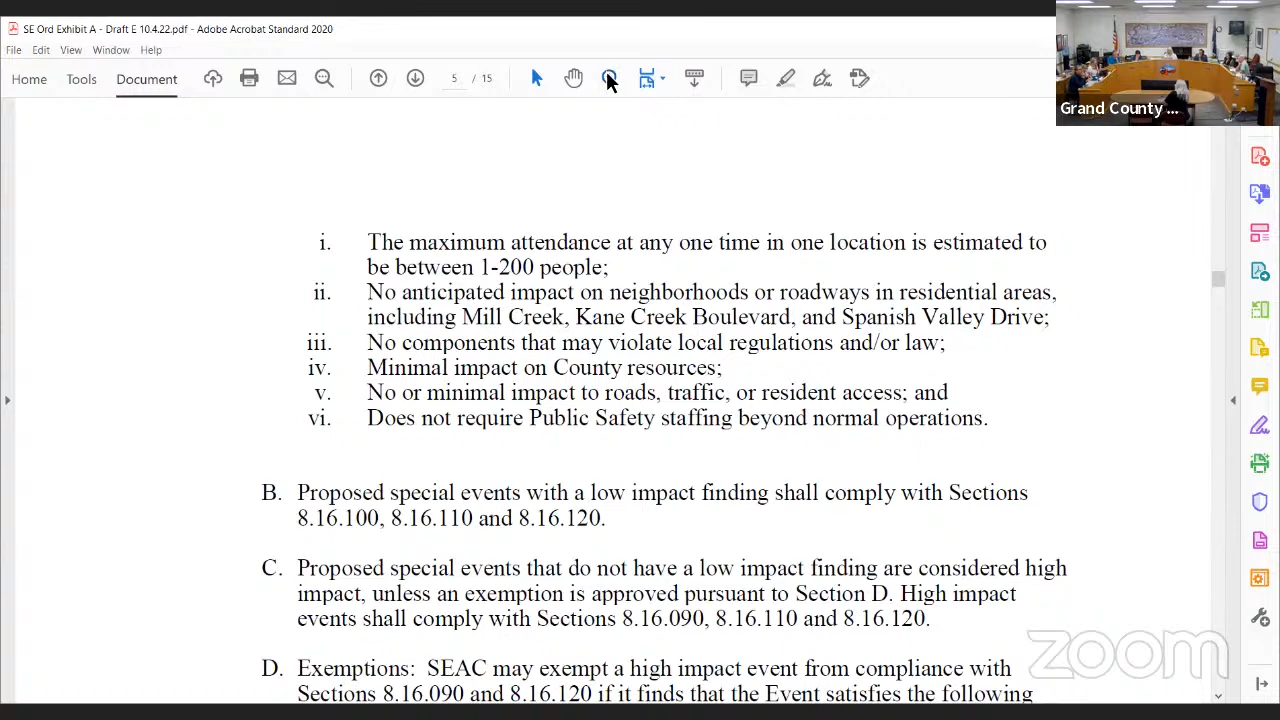 SE Ord Exhibit A - Draft E 10.4.22.pdf - Adobe Acrobat Standard 2020
File Edit View Window Help
Home Tools Document 5 / 15
Grand County ...
i. The maximum attendance at any one time in one location is estimated to
be between 1-200 people;
ii. No anticipated impact on neighborhoods or roadways in residential areas,
including Mill Creek, Kane Creek Boulevard, and Spanish Valley Drive;
iii. No components that may violate local regulations and/or law;
iv. Minimal impact on County resources;
v. No or minimal impact to roads, traffic, or resident access; and
vi. Does not require Public Safety staffing beyond normal operations.
B. Proposed special events with a low impact finding shall comply with Sections
8.16.100, 8.16.110 and 8.16.120.
C. Proposed special events that do not have a low impact finding are considered high
impact, unless an exemption is approved pursuant to Section D. High impact
events shall comply with Sections 8.16.090, 8.16.110 and 8.16.120.
D. Exemptions: SEAC may exempt a high impact event from compliance with
Sections 8.16.090 and 8.16.120 if it finds that the Event satisfies the following
zoom